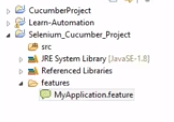 CucumberProject
Learn-Automation
Selenium_Cucumber_Project
src
JRE System Library [JavaSE-1.8]
Referenced Libraries
features
MyApplication.feature